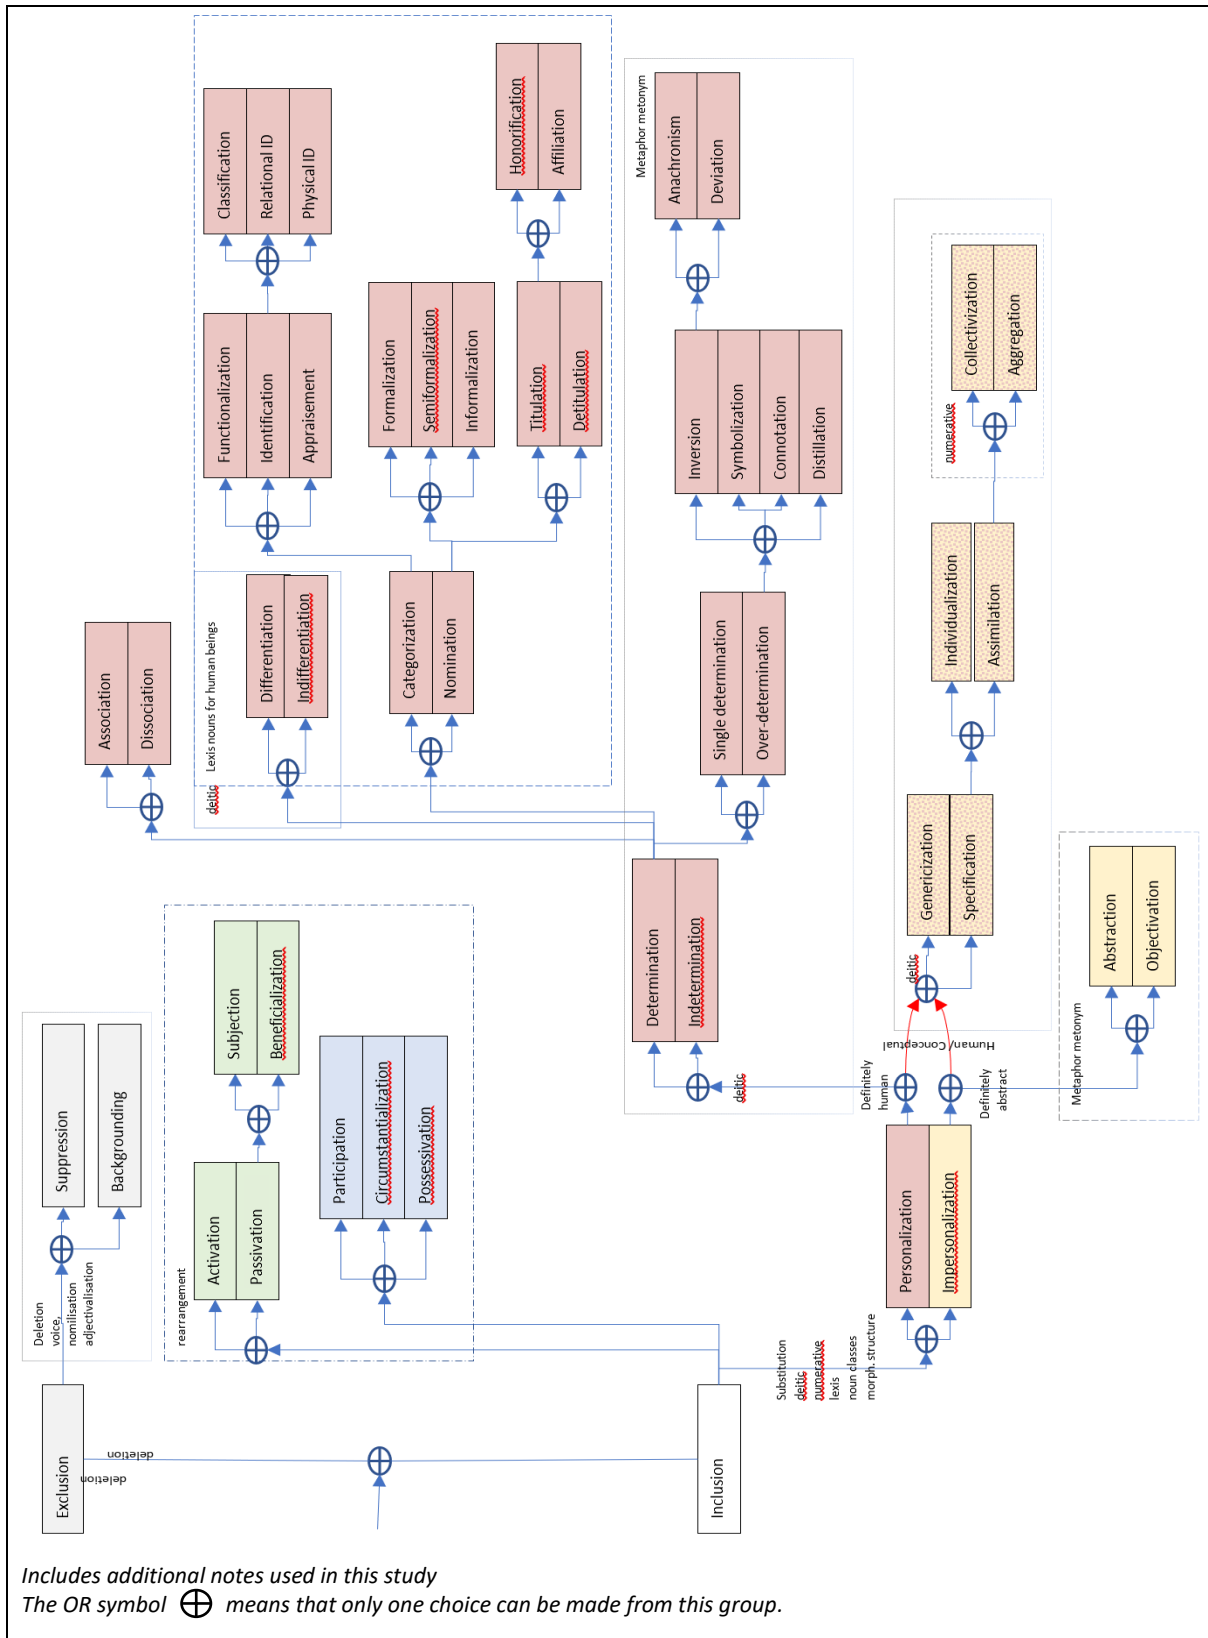 Exclusion
deletion
deletion
Inclusion
Deletion
voice,
nomilisation
adjectivalisation
Suppression
Backgrounding
rearrangement
Activation
Passivation
Subjection
Beneficialization
Participation
Circumstantialization
Possessivation
Substitution
deitic
numerative
lexis
noun classes
morph. structure
Personalization
Impersonalization
Definitely
human
Definitely
abstract
Human/Conceptual
deitic
deitic
Determination
Indetermination
Genericization
Specification
Metaphor metonym
Abstraction
Objectivation
Association
Dissociation
deitic
Lexis nouns for human beings
Differentiation
Indifferentiation
Categorization
Nomination
Functionalization
Identification
Appraisement
Classification
Relational ID
Physical ID
Formalization
Semiformalization
Informalization
Titulation
Detitulation
Honorification
Affiliation
Single determination
Over-determination
Inversion
Symbolization
Connotation
Distillation
Metaphor metonym
Anachronism
Deviation
Individualization
Assimilation
numerative
Collectivization
Aggregation
Includes additional notes used in this study
The OR symbol ⊕ means that only one choice can be made from this group.